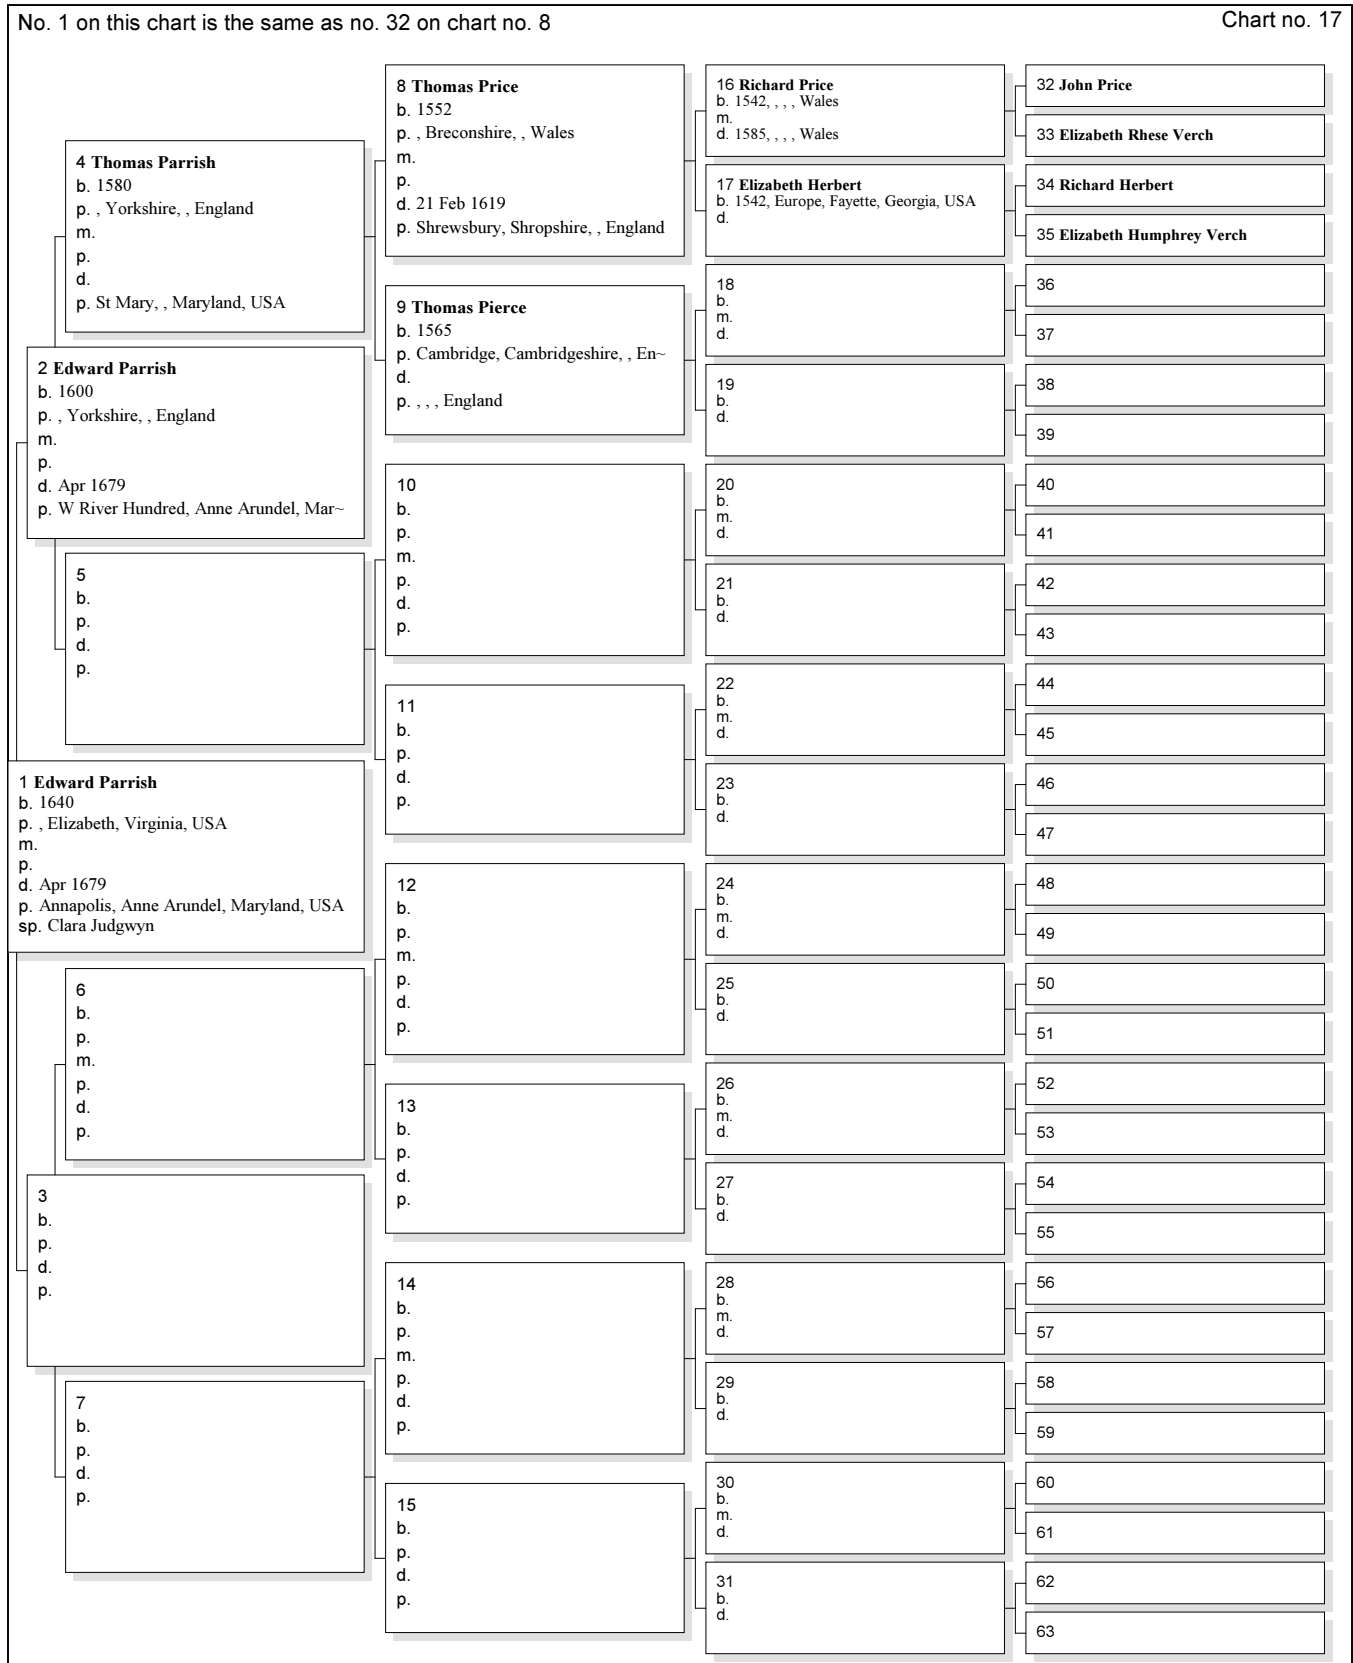 No. 1 on this chart is the same as no. 32 on chart no. 8
Chart no. 17
1 Edward Parrish
b. 1640
p. , Elizabeth, Virginia, USA
m.
p.
d. Apr 1679
p. Annapolis, Anne Arundel, Maryland, USA
sp. Clara Judgwyn
2 Edward Parrish
b. 1600
p. , Yorkshire, , England
m.
p.
d. Apr 1679
p. W River Hundred, Anne Arundel, Mar~
3
b.
p.
d.
p.
4 Thomas Parrish
b. 1580
p. , Yorkshire, , England
m.
p.
d.
p. St Mary, , Maryland, USA
5
b.
p.
d.
p.
6
b.
p.
m.
p.
d.
p.
7
b.
p.
d.
p.
8 Thomas Price
b. 1552
p. , Breconshire, , Wales
m.
p.
d. 21 Feb 1619
p. Shrewsbury, Shropshire, , England
9 Thomas Pierce
b. 1565
p. Cambridge, Cambridgeshire, , En~
d.
p. , , , England
10
b.
p.
m.
p.
d.
p.
11
b.
p.
d.
p.
12
b.
p.
m.
p.
d.
p.
13
b.
p.
d.
p.
14
b.
p.
m.
p.
d.
p.
15
b.
p.
d.
p.
16 Richard Price
b. 1542, , , , Wales
m.
d. 1585, , , , Wales
17 Elizabeth Herbert
b. 1542, Europe, Fayette, Georgia, USA
d.
18
b.
m.
d.
19
b.
d.
20
b.
m.
d.
21
b.
d.
22
b.
m.
d.
23
b.
d.
24
b.
m.
d.
25
b.
d.
26
b.
m.
d.
27
b.
d.
28
b.
m.
d.
29
b.
d.
30
b.
m.
d.
31
b.
d.
32 John Price
33 Elizabeth Rhese Verch
34 Richard Herbert
35 Elizabeth Humphrey Verch
36
37
38
39
40
41
42
43
44
45
46
47
48
49
50
51
52
53
54
55
56
57
58
59
60
61
62
63